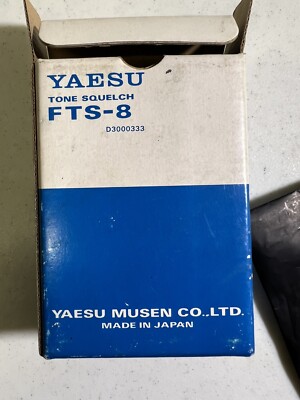 YAESU
TONE SQUELCH
FTS-8
D3000333
YAESU MUSEN CO.,LTD.
MADE IN JAPAN